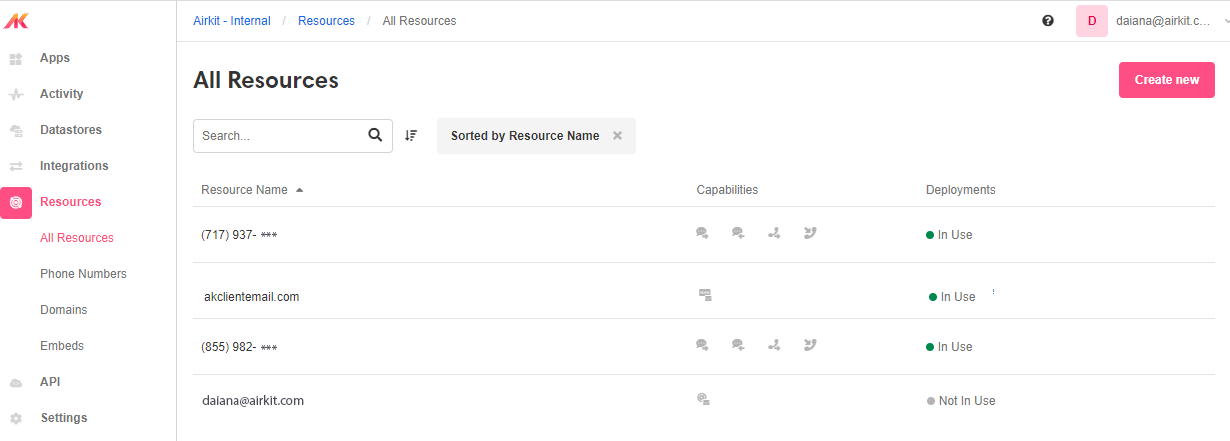 AK
Airkit - Internal / Resources / All Resources
? D daiana@airkit.c...
Apps
Activity
Datastores
Integrations
Resources
All Resources
Phone Numbers
Domains
Embeds
API
Settings
All Resources
Create new
Search...
Sorted by Resource Name ×
Resource Name Capabilities Deployments
(717) 937- *** In Use
akclientemail.com In Use
(855) 982- *** In Use
daiana@airkit.com Not In Use